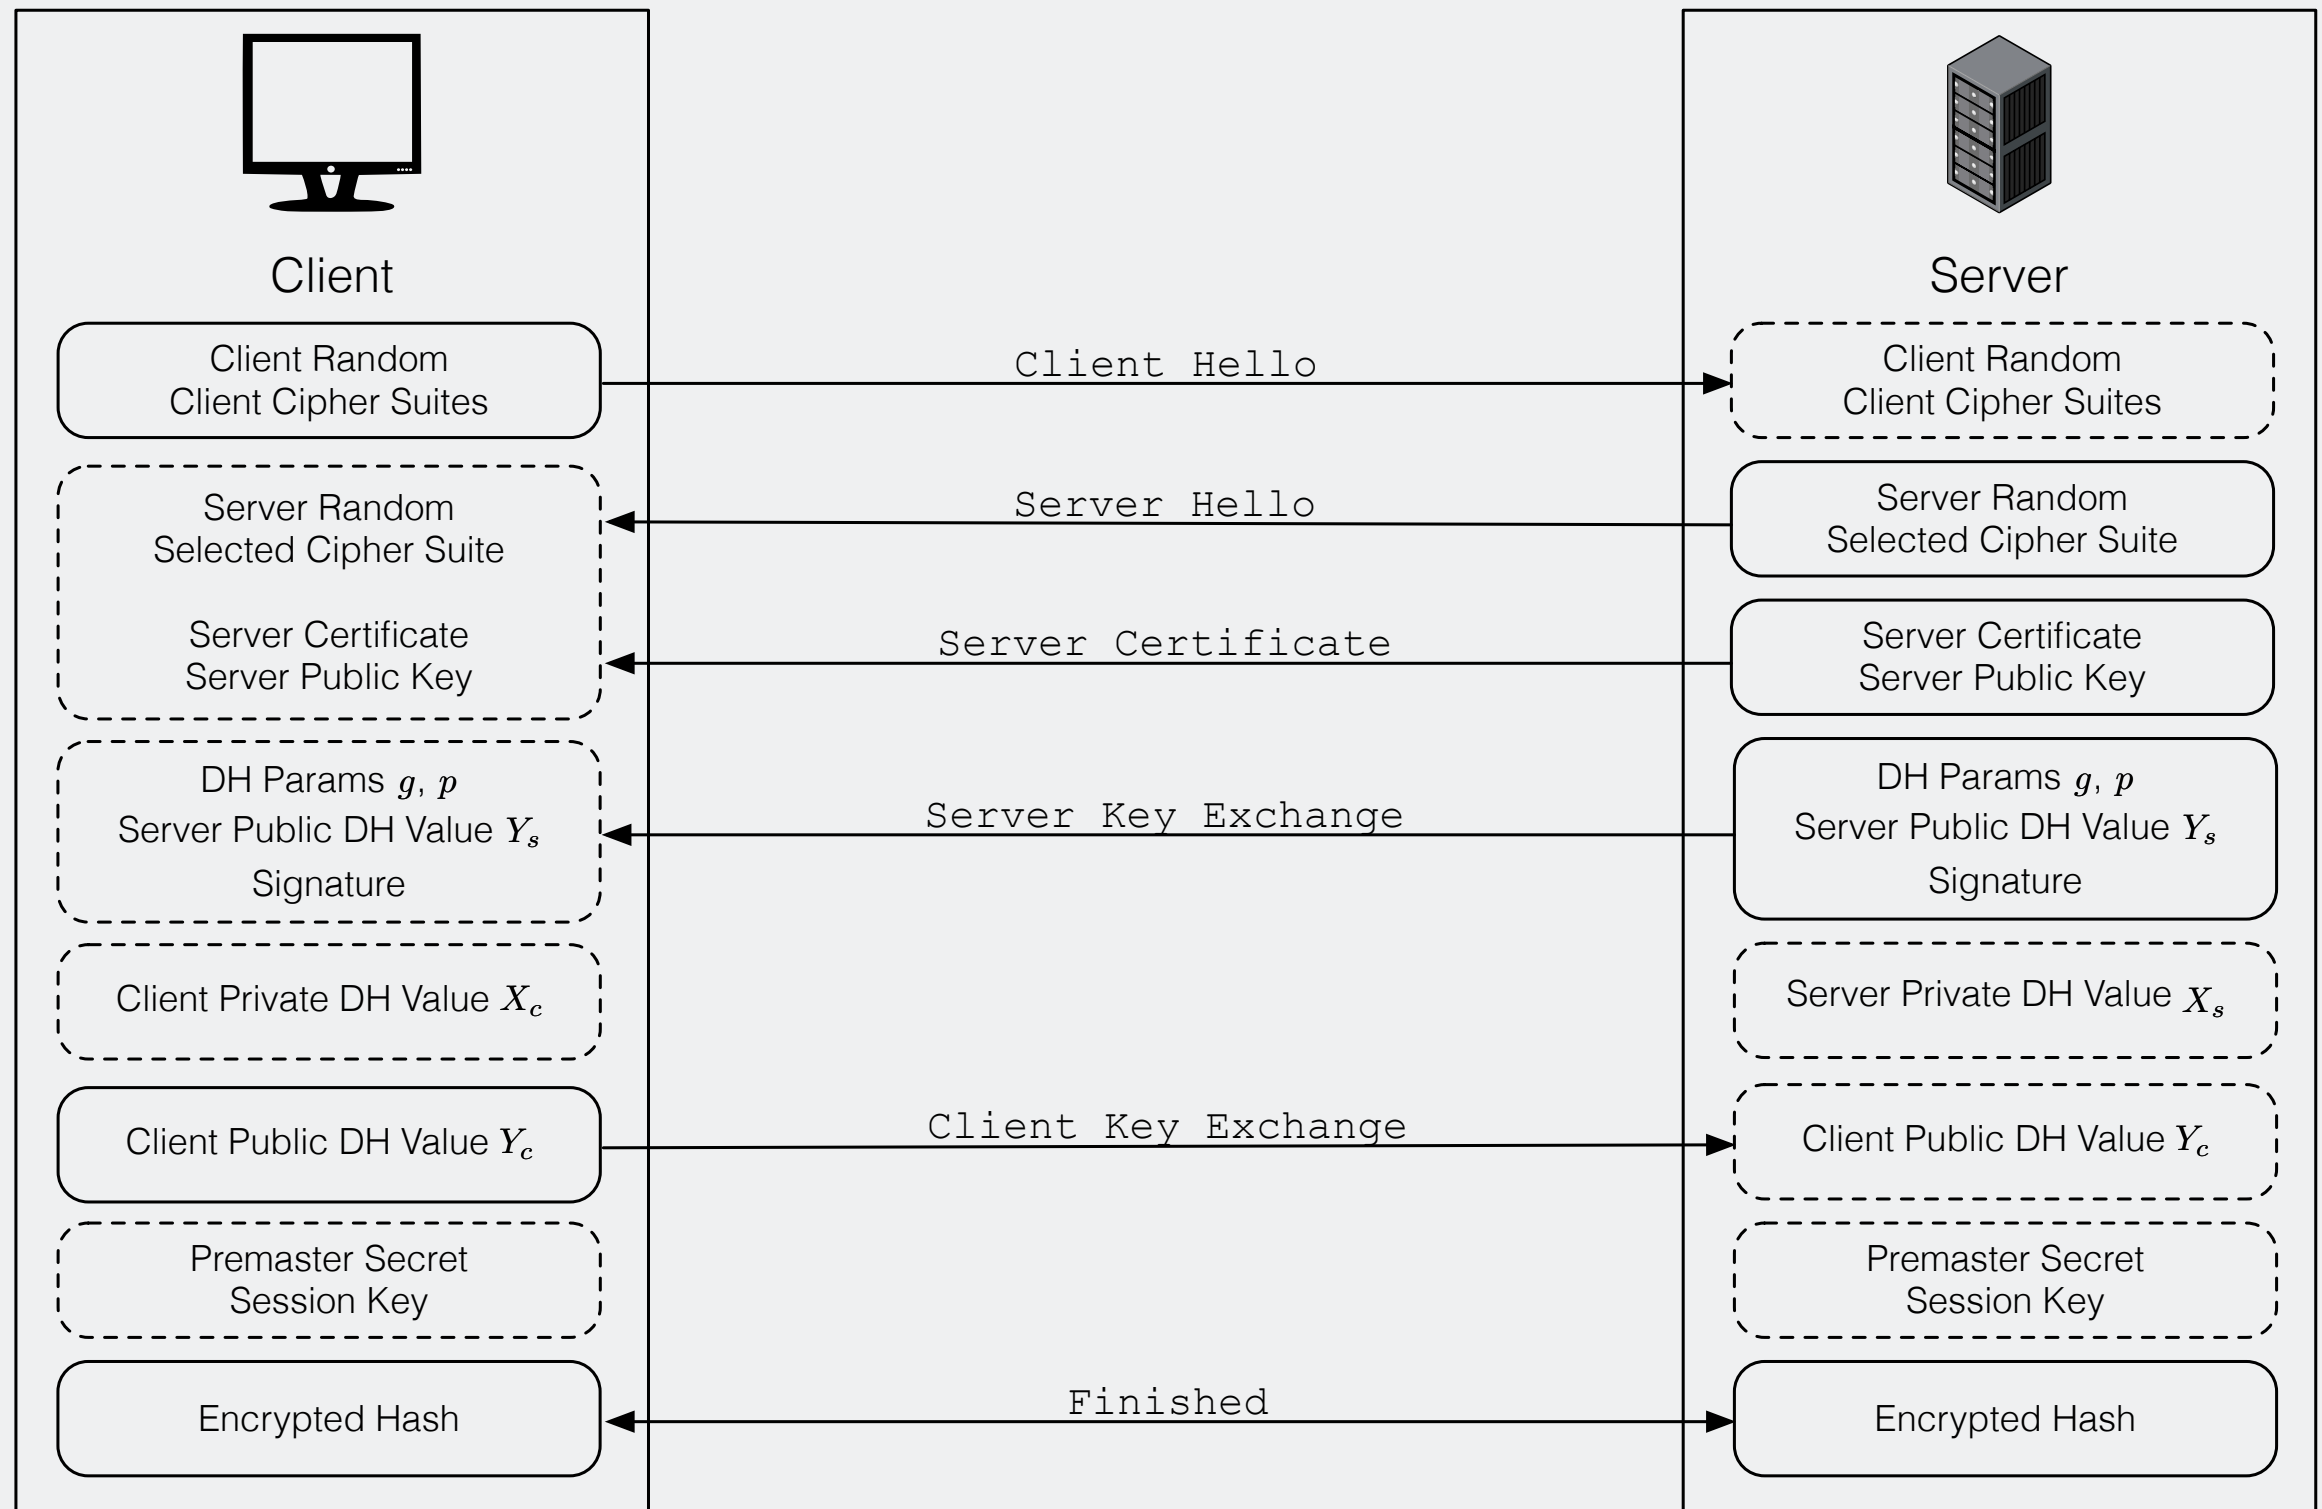 Client
Server
Client Random
Client Cipher Suites
Client Hello
Client Random
Client Cipher Suites
Server Random
Selected Cipher Suite
Server Hello
Server Random
Selected Cipher Suite
Server Certificate
Server Public Key
Server Certificate
Server Certificate
Server Public Key
DH Params g, p
Server Public DH Value Yₛ
Signature
Server Key Exchange
DH Params g, p
Server Public DH Value Yₛ
Signature
Client Private DH Value X_c
Server Private DH Value Xₛ
Client Public DH Value Y_c
Client Key Exchange
Client Public DH Value Y_c
Premaster Secret
Session Key
Premaster Secret
Session Key
Encrypted Hash
Finished
Encrypted Hash